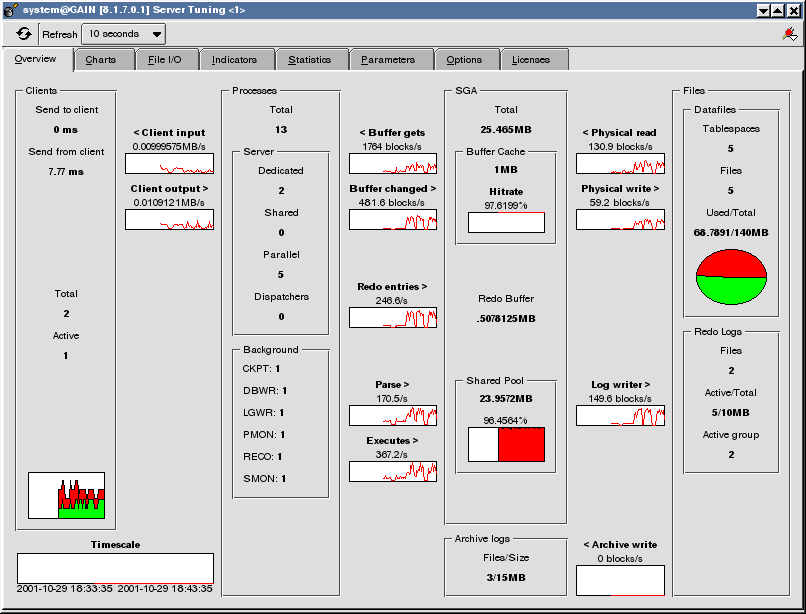 system@GAIN [8.1.7.0.1] Server Tuning <1>
Refresh 10 seconds
Overview Charts File I/O Indicators Statistics Parameters Options Licenses
Clients
Send to client
0 ms
Send from client
7.77 ms
Total
2
Active
1
Timescale
2001-10-29 18:33:35 2001-10-29 18:43:35
< Client input
0.00999575MB/s
Client output >
0.0109121MB/s
Processes
Total
13
Server
Dedicated
2
Shared
0
Parallel
5
Dispatchers
0
Background
CKPT: 1
DBWR: 1
LGWR: 1
PMON: 1
RECO: 1
SMON: 1
< Buffer gets
1764 blocks/s
Buffer changed >
481.6 blocks/s
Redo entries >
246.6/s
Parse >
170.5/s
Executes >
367.2/s
SGA
Total
25.465MB
Buffer Cache
1MB
Hitrate
97.6199%
Redo Buffer
.5078125MB
Shared Pool
23.9572MB
96.4564%
Archive logs
Files/Size
3/15MB
< Physical read
130.9 blocks/s
Physical write >
59.2 blocks/s
Log writer >
149.6 blocks/s
< Archive write
0 blocks/s
Files
Datafiles
Tablespaces
5
Files
5
Used/Total
68.7891/140MB
Redo Logs
Files
2
Active/Total
5/10MB
Active group
2